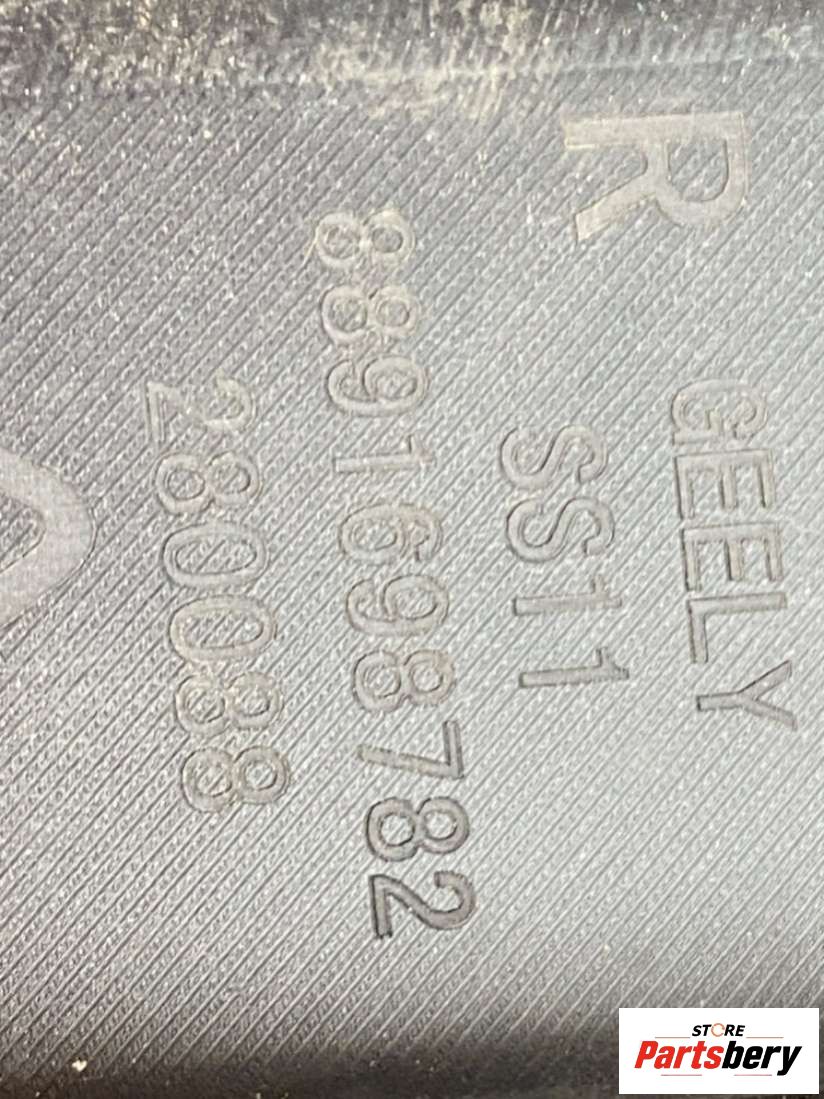 R
GEELY
SS11
8891698782
280088
STORE
Partsbery